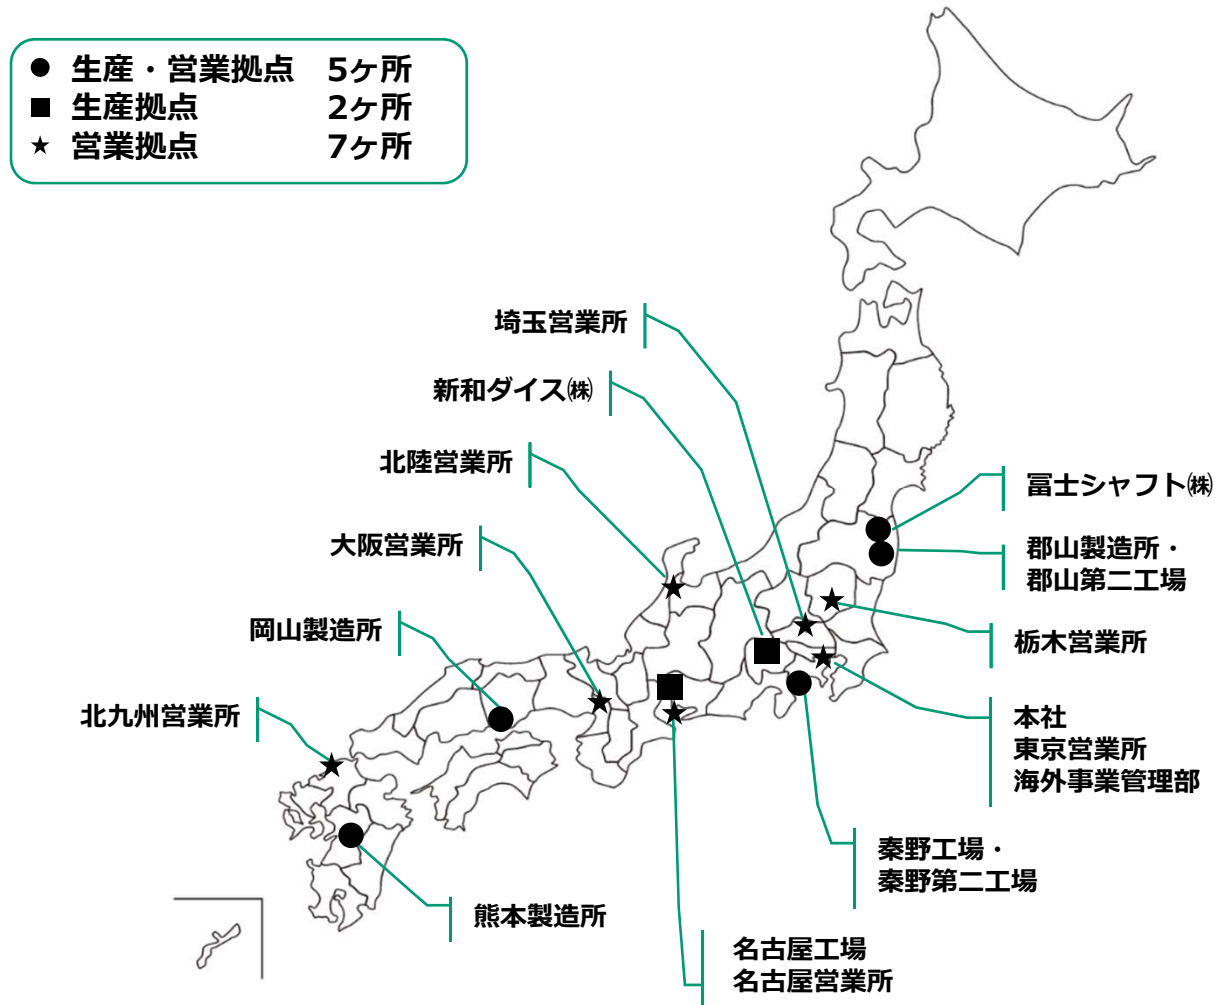 ● 生産・営業拠点 5ヶ所
■ 生産拠点 2ヶ所
★ 営業拠点 7ヶ所
埼玉営業所
新和ダイス㈱
北陸営業所
大阪営業所
岡山製造所
北九州営業所
冨士シャフト㈱
郡山製造所・
郡山第二工場
栃木営業所
本社
東京営業所
海外事業管理部
秦野工場・
秦野第二工場
熊本製造所
名古屋工場
名古屋営業所